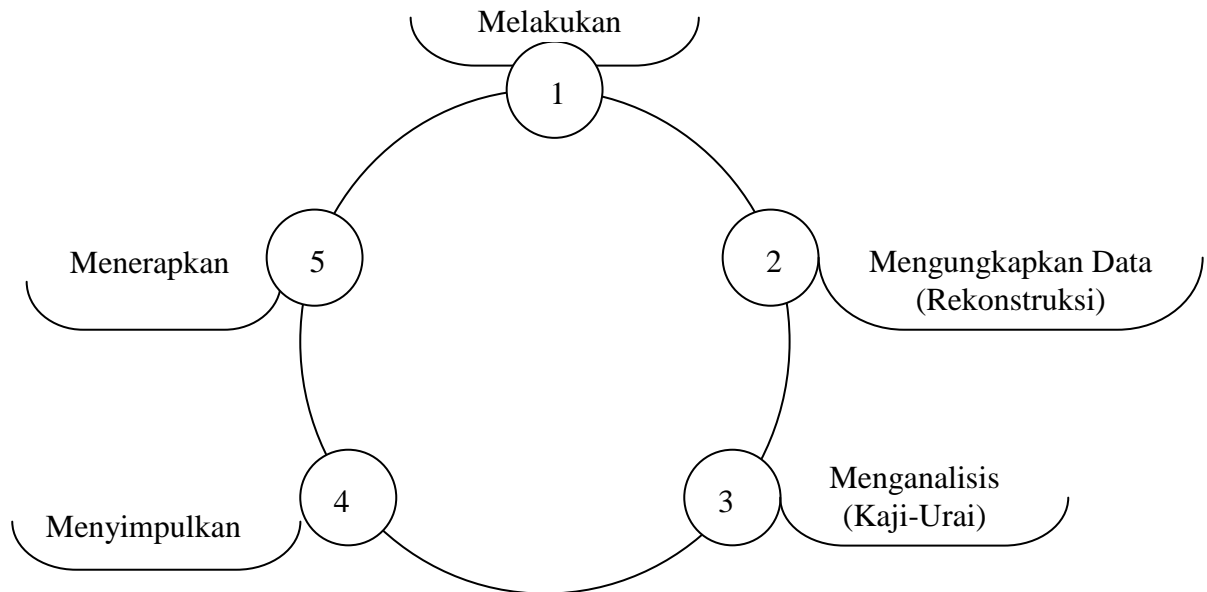 Melakukan
1
2
Mengungkapkan Data
(Rekonstruksi)
3
Menganalisis
(Kaji-Urai)
4
Menyimpulkan
5
Menerapkan